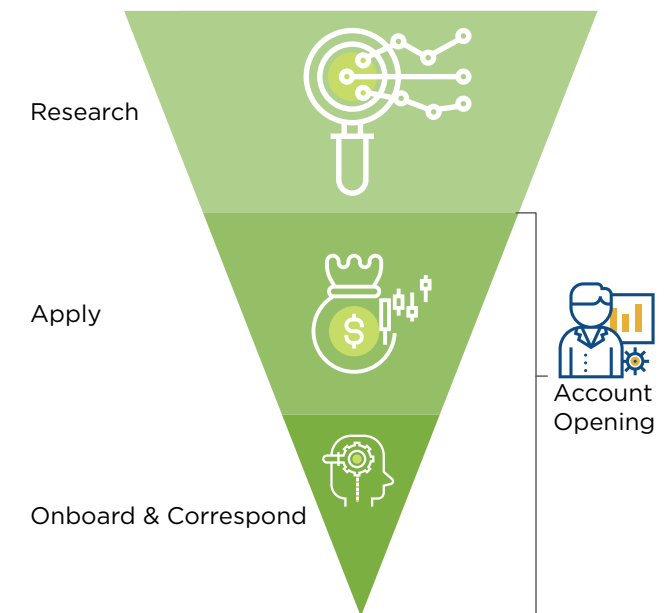 Research
Apply
$
Account
Opening
Onboard & Correspond